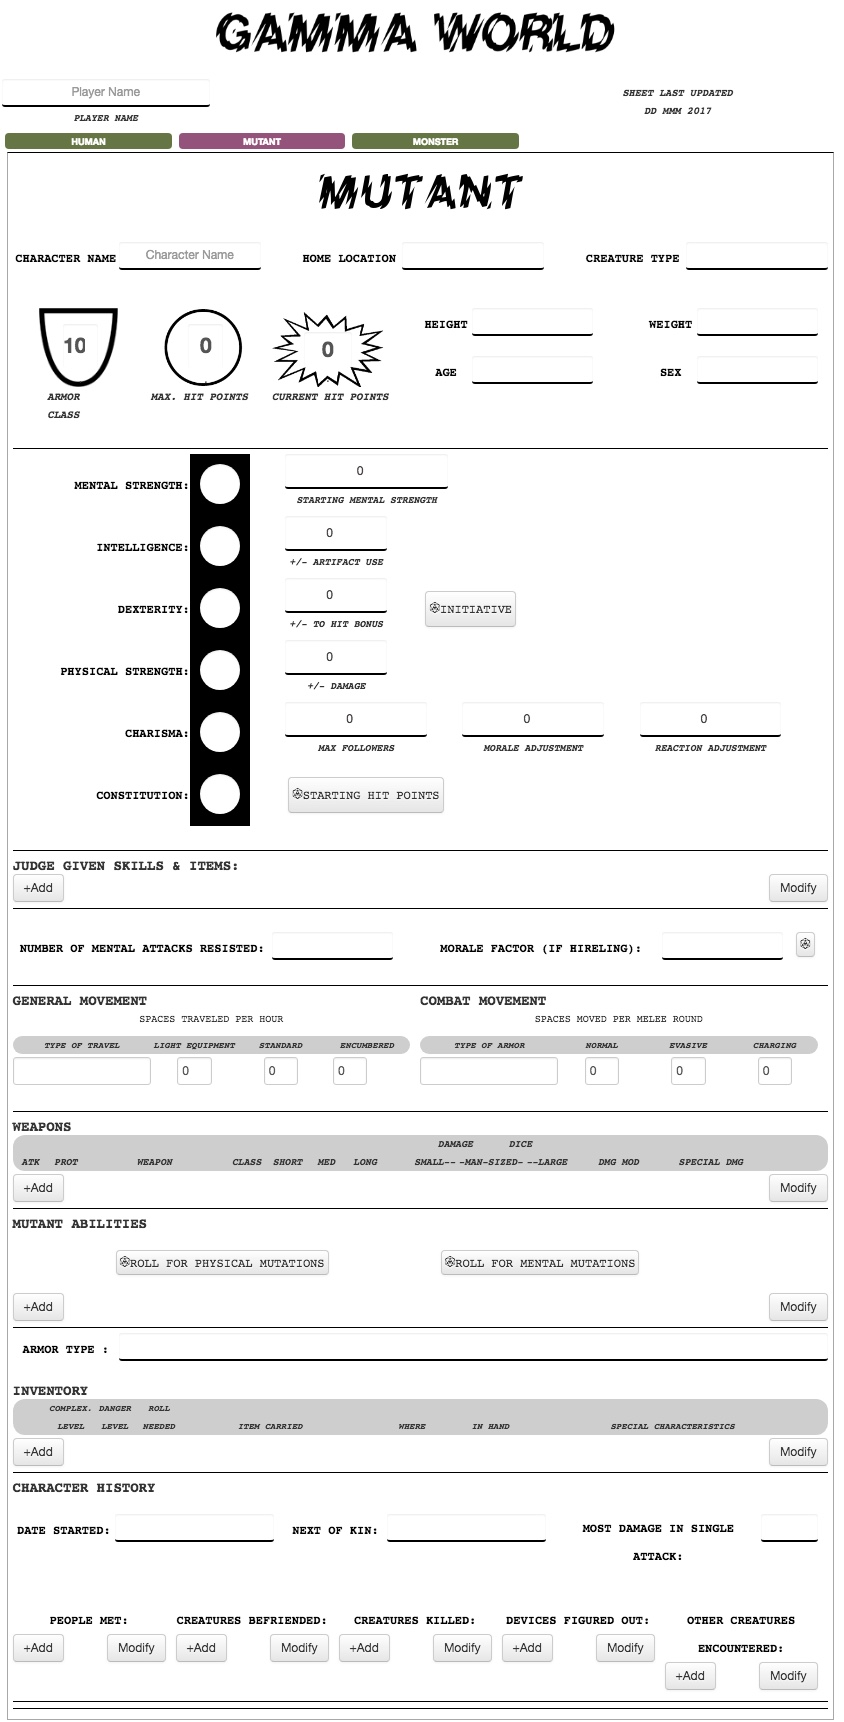 GAMMA WORLD
Player Name
PLAYER NAME
SHEET LAST UPDATED
DD MMM 2017
HUMAN MUTANT MONSTER
MUTANT
CHARACTER NAME Character Name HOME LOCATION CREATURE TYPE
10 0 0
HEIGHT WEIGHT
AGE SEX
ARMOR
CLASS
MAX. HIT POINTS CURRENT HIT POINTS
MENTAL STRENGTH: 0
STARTING MENTAL STRENGTH
INTELLIGENCE: 0
+/- ARTIFACT USE
DEXTERITY: 0 INITIATIVE
+/- TO HIT BONUS
PHYSICAL STRENGTH: 0
+/- DAMAGE
CHARISMA: 0 0 0
MAX FOLLOWERS MORALE ADJUSTMENT REACTION ADJUSTMENT
CONSTITUTION: STARTING HIT POINTS
JUDGE GIVEN SKILLS & ITEMS:
+Add Modify
NUMBER OF MENTAL ATTACKS RESISTED: MORALE FACTOR (IF HIRELING):
GENERAL MOVEMENT COMBAT MOVEMENT
SPACES TRAVELED PER HOUR SPACES MOVED PER MELEE ROUND
TYPE OF TRAVEL LIGHT EQUIPMENT STANDARD ENCUMBERED TYPE OF ARMOR NORMAL EVASIVE CHARGING
0 0 0 0 0 0
WEAPONS
DAMAGE DICE
ATK PROT WEAPON CLASS SHORT MED LONG SMALL-- -MAN-SIZED- --LARGE DMG MOD SPECIAL DMG
+Add Modify
MUTANT ABILITIES
ROLL FOR PHYSICAL MUTATIONS ROLL FOR MENTAL MUTATIONS
+Add Modify
ARMOR TYPE :
INVENTORY
COMPLEX. DANGER ROLL
LEVEL LEVEL NEEDED ITEM CARRIED WHERE IN HAND SPECIAL CHARACTERISTICS
+Add Modify
CHARACTER HISTORY
DATE STARTED: NEXT OF KIN: MOST DAMAGE IN SINGLE
ATTACK:
PEOPLE MET: CREATURES BEFRIENDED: CREATURES KILLED: DEVICES FIGURED OUT: OTHER CREATURES
ENCOUNTERED:
+Add Modify +Add Modify +Add Modify +Add Modify
+Add Modify